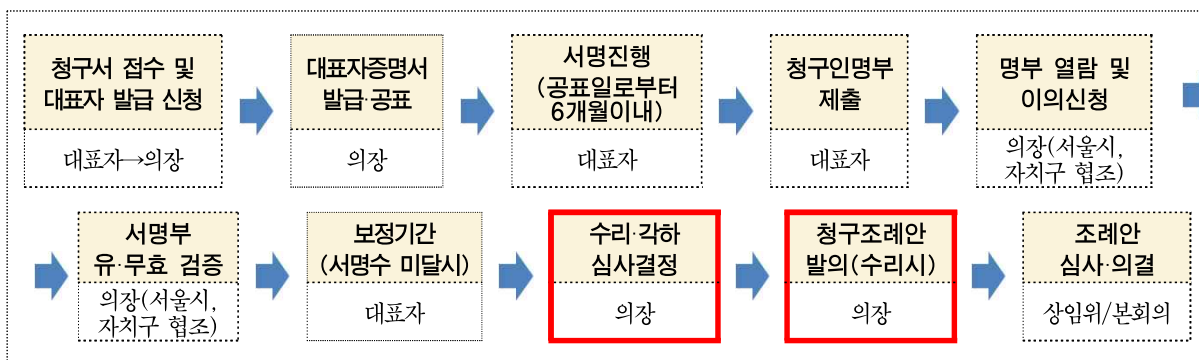 청구서 접수 및
대표자 발급 신청
대표자→의장
대표자증명서
발급·공표
의장
서명진행
(공표일로부터
6개월이내)
대표자
청구인명부
제출
대표자
명부 열람 및
이의신청
의장(서울시,
자치구 협조)
서명부
유·무효 검증
의장(서울시,
자치구 협조)
보정기간
(서명수 미달시)
대표자
수리·각하
심사결정
의장
청구조례안
발의(수리시)
의장
조례안
심사·의결
상임위/본회의